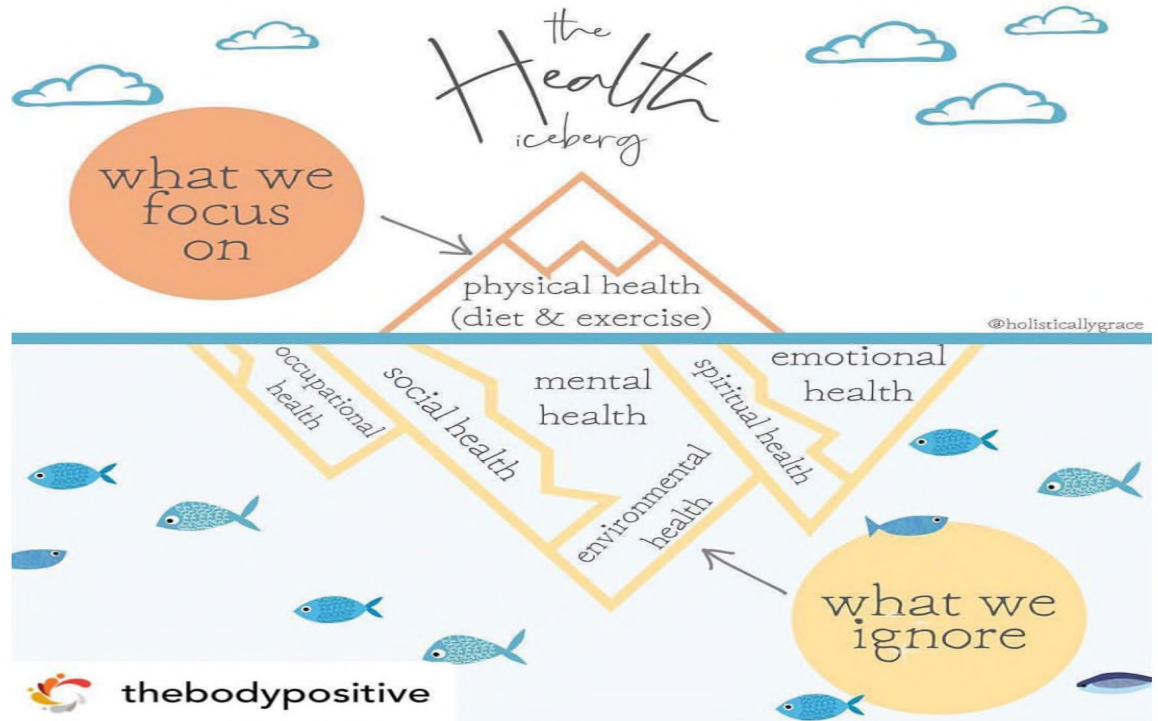 the
Health
iceberg
what we
focus
on
physical health
(diet & exercise)
@holisticallygrace
occupational
health
social health
mental
health
environmental
health
spiritual health
emotional
health
what we
ignore
thebodypositive